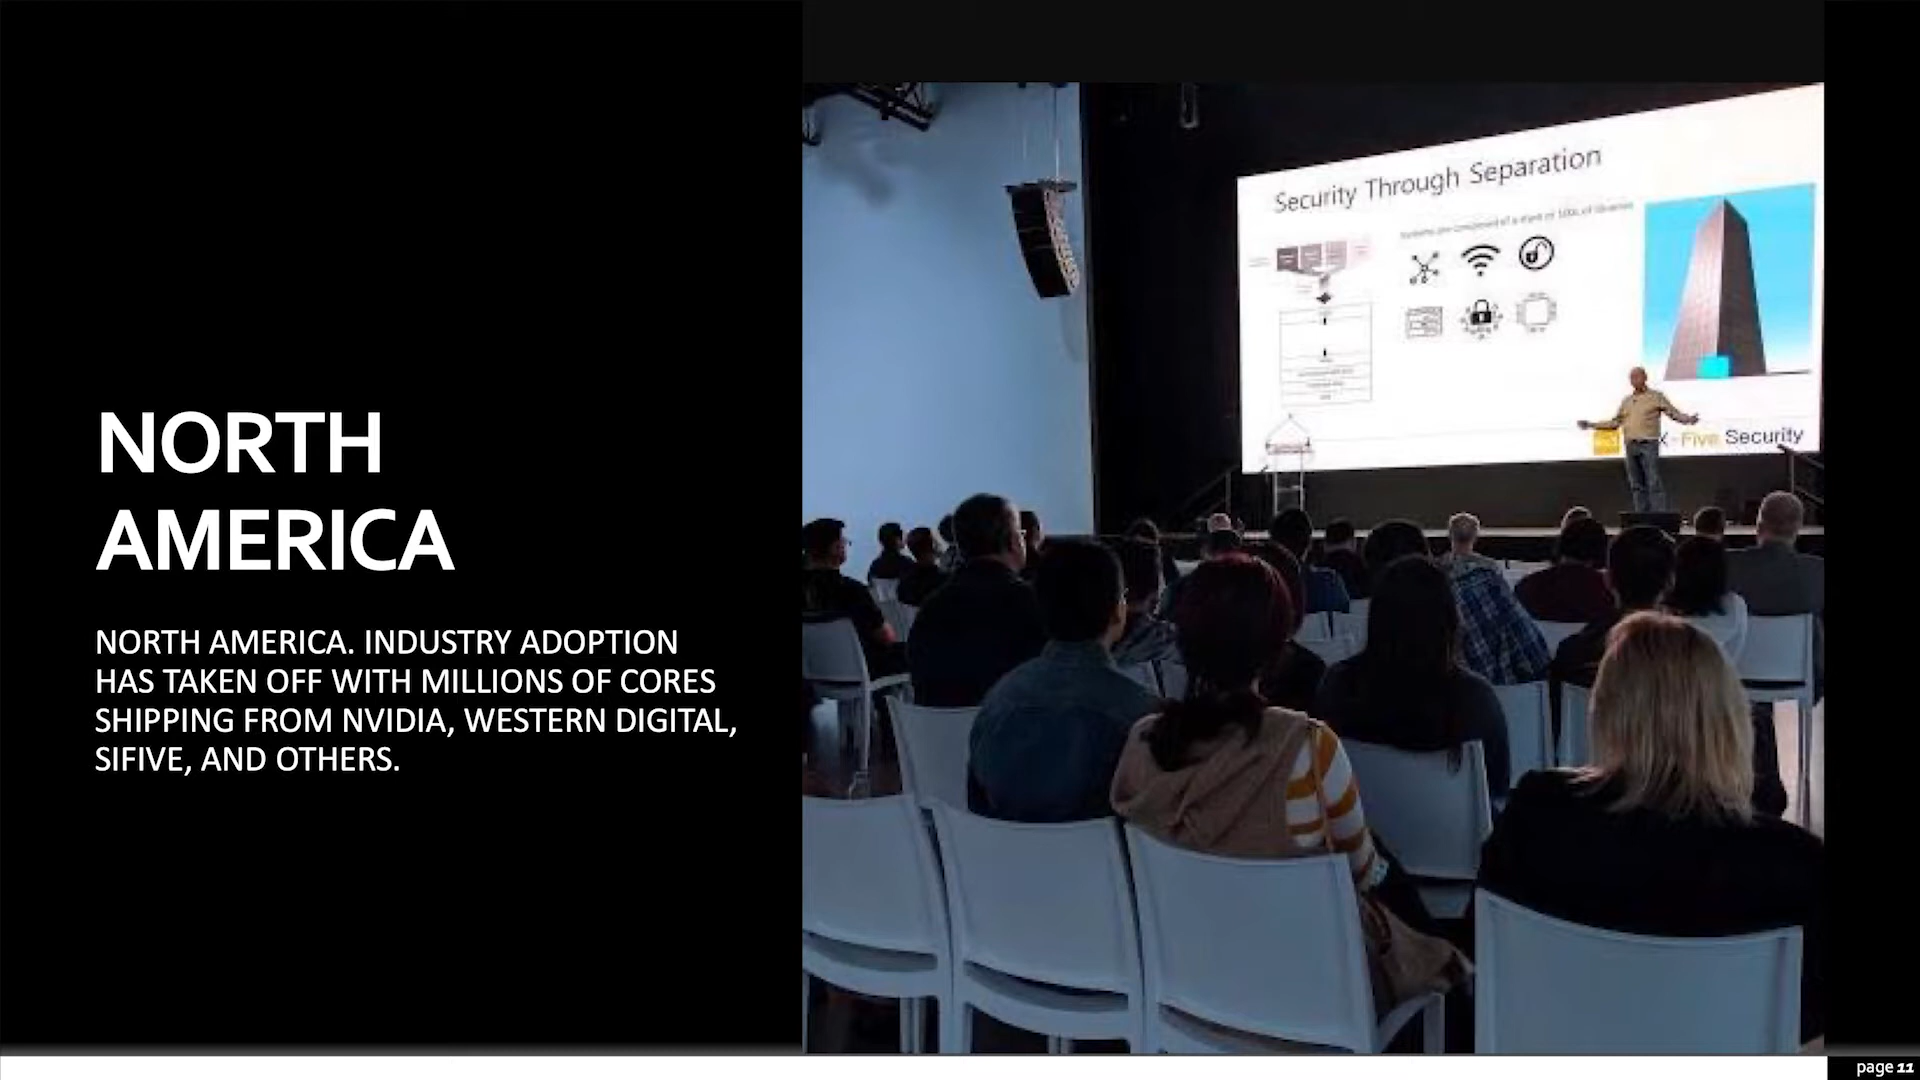 NORTH
AMERICA
NORTH AMERICA. INDUSTRY ADOPTION
HAS TAKEN OFF WITH MILLIONS OF CORES
SHIPPING FROM NVIDIA, WESTERN DIGITAL,
SIFIVE, AND OTHERS.
Security Through Separation
X-Five Security
page 11